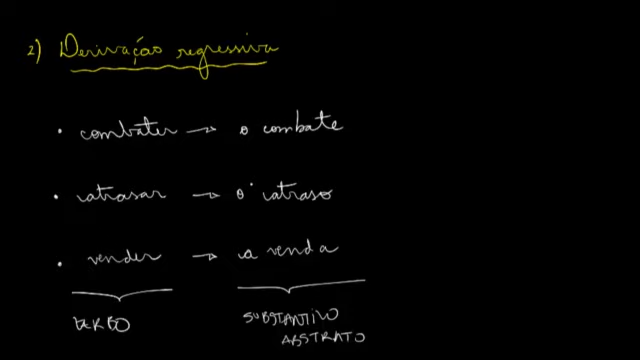 2) Derivação regressiva
• combater → o combate
• atrasar → o atraso
• vender → a venda
VERBO SUBSTANTIVO
ABSTRATO